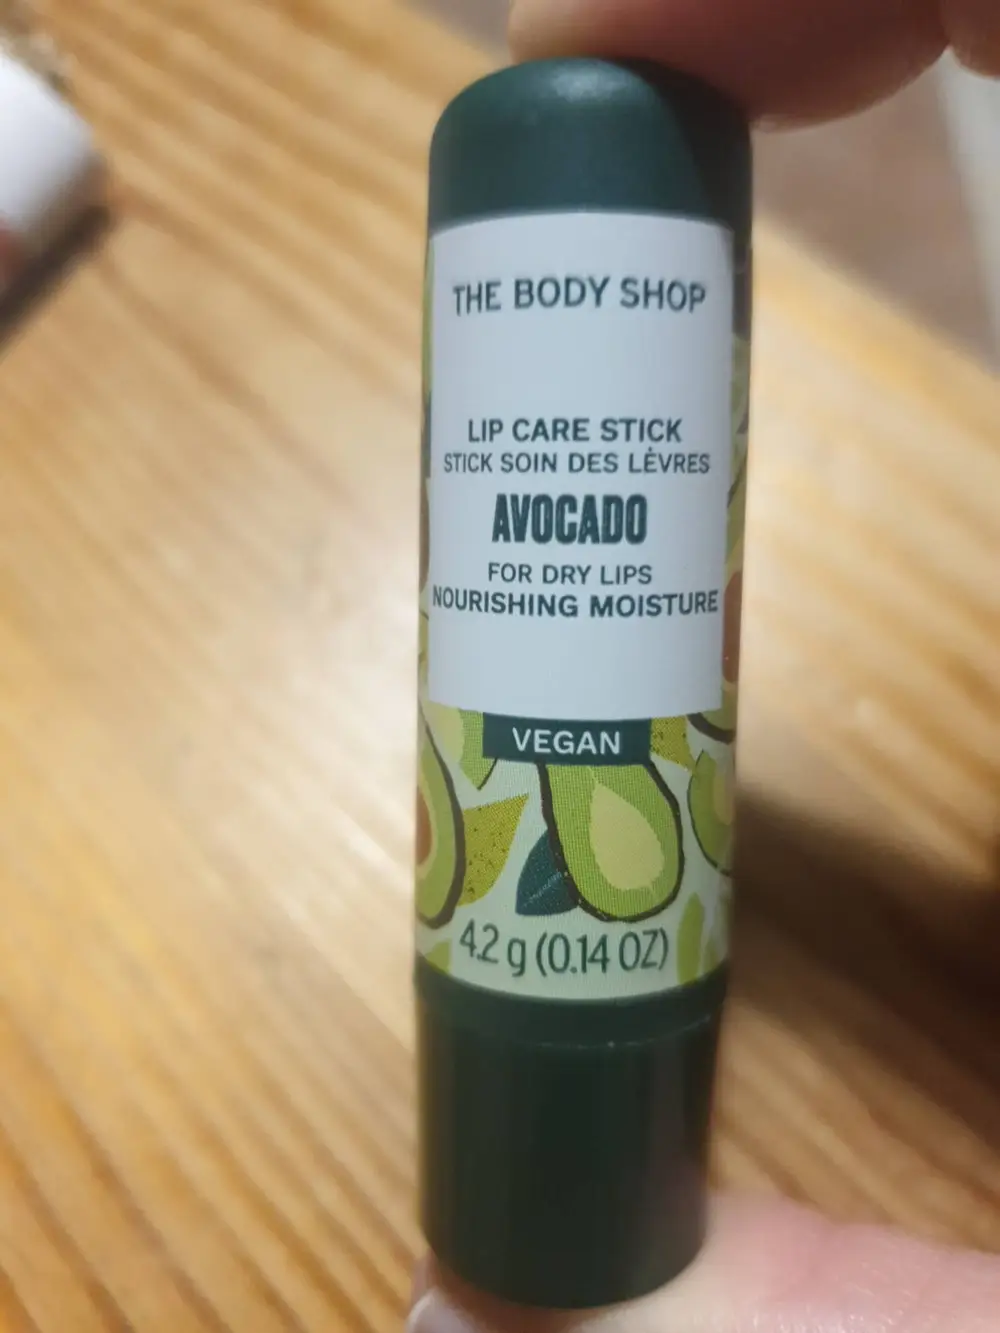 THE BODY SHOP
LIP CARE STICK
STICK SOIN DES LÈVRES
AVOCADO
FOR DRY LIPS
NOURISHING MOISTURE
VEGAN
4.2 g (0.14 OZ)